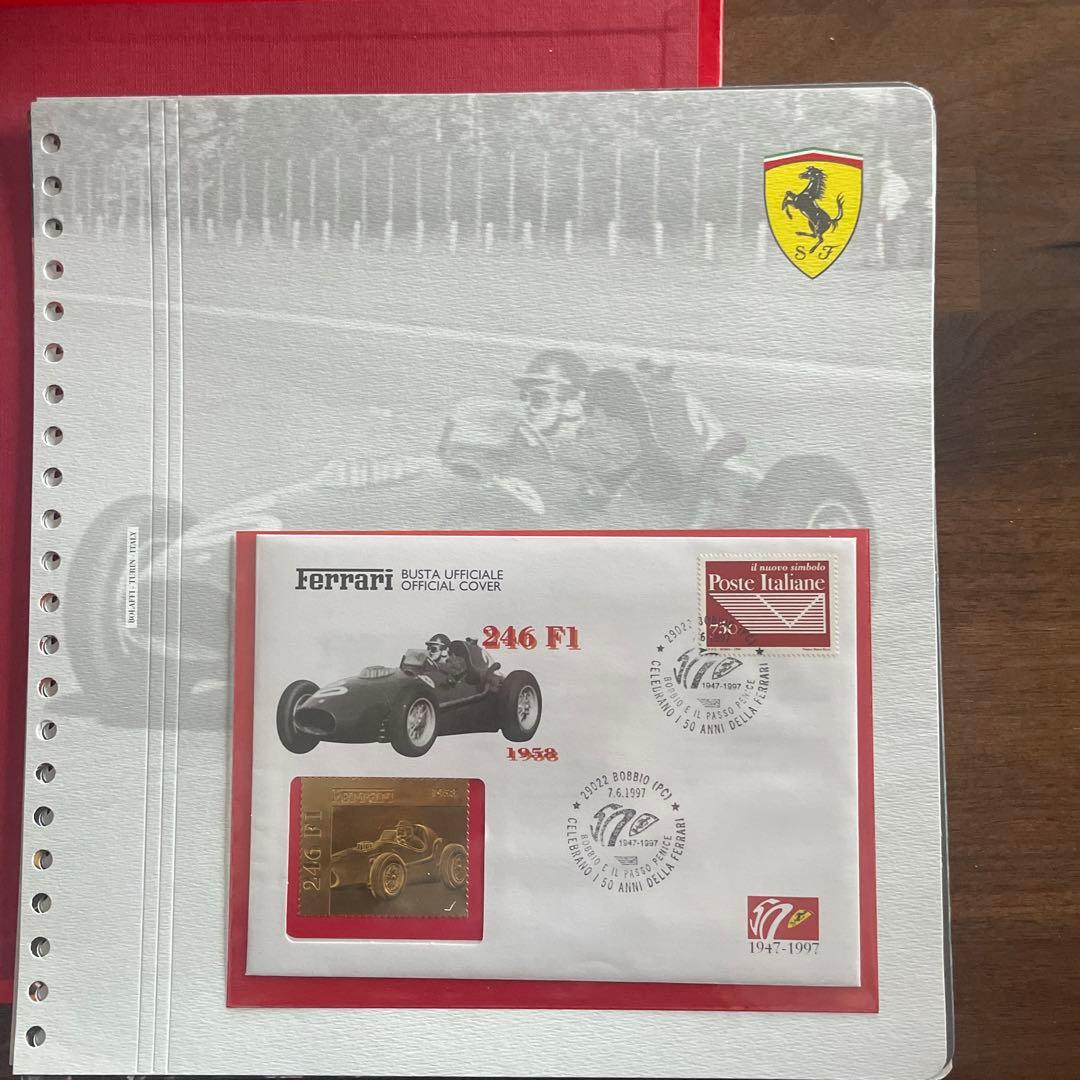 S F
BOLAFFI - TURIN - ITALY
Ferrari BUSTA UFFICIALE
OFFICIAL COVER
246 F1
1958
il nuovo simbolo
Poste Italiane
750
29022
1947-1997
BOBBIO E IL PASSO PENICE
CELEBRANO I 50 ANNI DELLA FERRARI
Ferrari 1958
246 F1
29022 BOBBIO (PC)
7.6.1997
1947-1997
BOBBIO E IL PASSO PENICE
CELEBRANO I 50 ANNI DELLA FERRARI
50
1947-1997